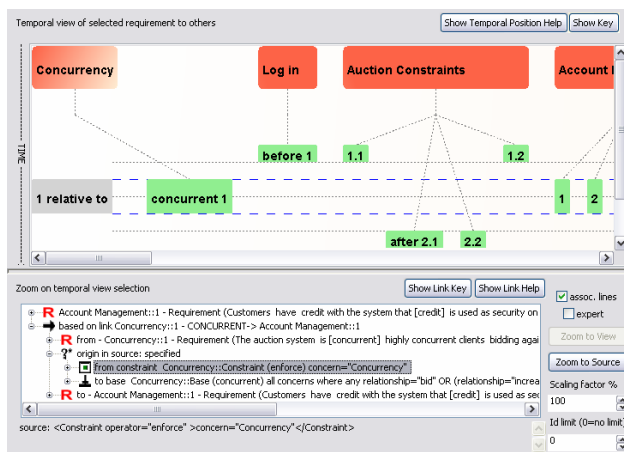 Temporal view of selected requirement to others
Show Temporal Position Help
Show Key
Concurrency
Log in
Auction Constraints
Account
TIME
before 1
1.1
1.2
1 relative to
concurrent 1
1
2
after 2.1
2.2
Zoom on temporal view selection
Show Link Key
Show Link Help
R Account Management::1 - Requirement (Customers have credit with the system that [credit] is used as security on
based on link Concurrency::1 - CONCURRENT-> Account Management::1
R from - Concurrency::1 - Requirement (The auction system is [concurrent] highly concurrent clients bidding agai
?* origin in source: specified
from constraint Concurrency::Constraint (enforce) concern="Concurrency"
to base Concurrency::Base (concurrent) all concerns where any relationship="bid" OR (relationship="increa
R to - Account Management::1 - Requirement (Customers have credit with the system that [credit] is used as sec
source: <Constraint operator="enforce" >concern="Concurrency"</Constraint>
assoc. lines
expert
Zoom to View
Zoom to Source
Scaling factor %
100
Id limit (0=no limit)
0